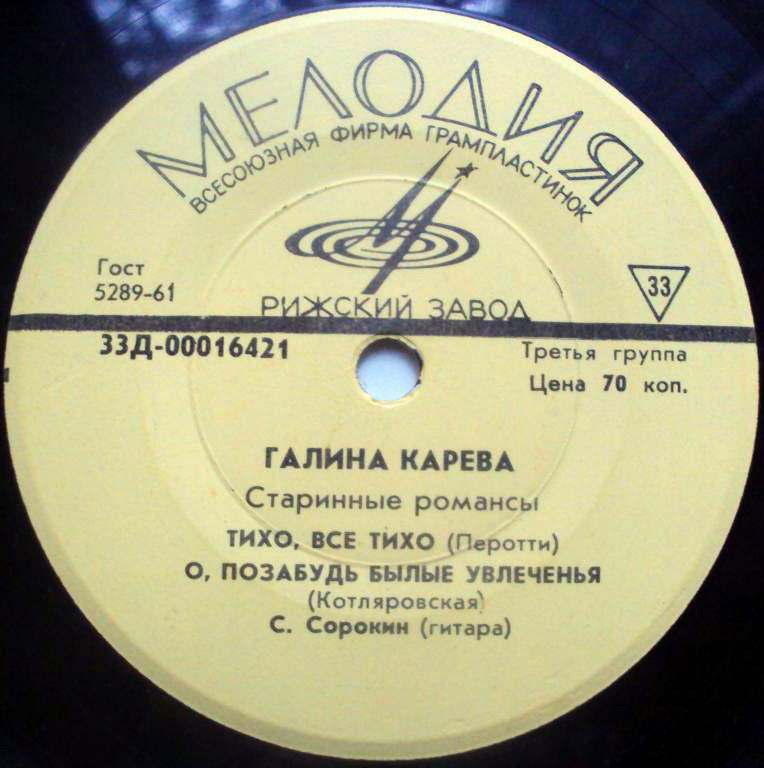 МЕЛОДИЯ
ВСЕСОЮЗНАЯ ФИРМА ГРАМПЛАСТИНОК
Гост
5289-61
33
РИЖСКИЙ ЗАВОД
33Д-00016421
Третья группа
Цена 70 коп.
ГАЛИНА КАРЕВА
Старинные романсы
ТИХО, ВСЕ ТИХО (Перотти)
О, ПОЗАБУДЬ БЫЛЫЕ УВЛЕЧЕНЬЯ
(Котляровская)
С. Сорокин (гитара)